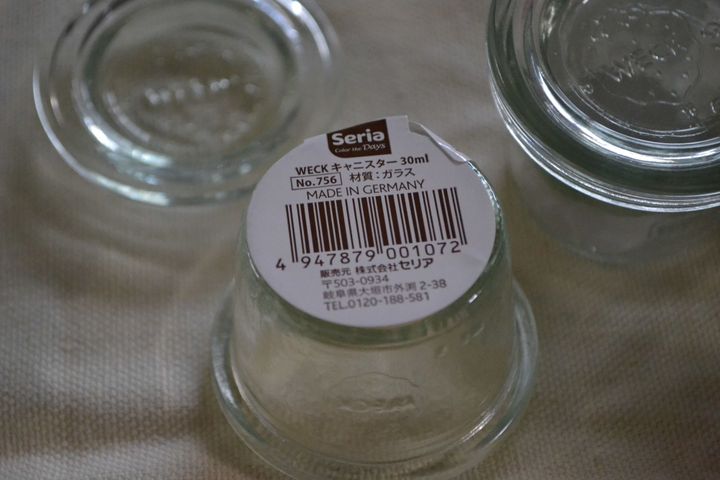 Seria
Color the Days
WECK キャニスター 30ml
No.756 材質：ガラス
MADE IN GERMANY
4 947879 001072
販売元 株式会社セリア
〒503-0934
岐阜県大垣市外渕 2-38
TEL.0120-188-581
WECK